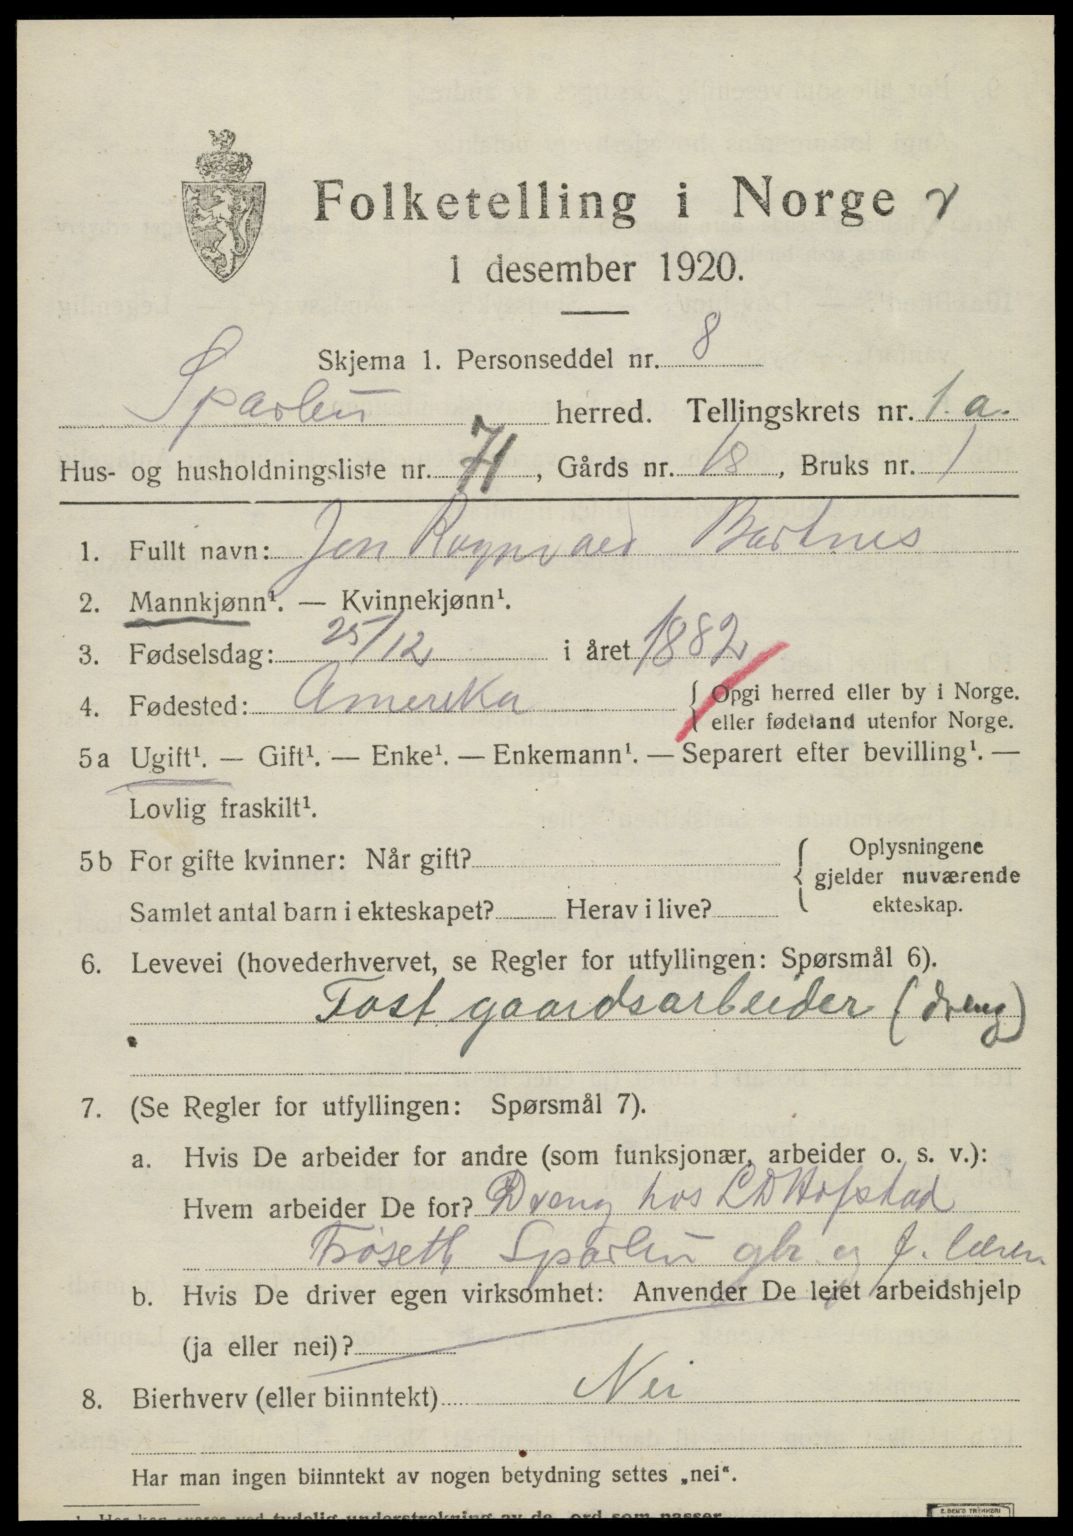 Folketelling i Norge
1 desember 1920.
Skjema 1. Personseddel nr. 8
Sparbu herred. Tellingskrets nr. 1.a.
Hus- og husholdningsliste nr. 71, Gårds nr. 18, Bruks nr. 1
1. Fullt navn: Jon Ragnvald Bartnes
2. Mannkjønn¹. — Kvinnekjønn¹.
3. Fødselsdag: 25/12 i året 1882
4. Fødested: Amerika { Opgi herred eller by i Norge.
eller fødeland utenfor Norge.
5a Ugift¹. — Gift¹. — Enke¹. — Enkemann¹. — Separert efter bevilling¹. —
Lovlig fraskilt¹.
5b For gifte kvinner: Når gift?
Samlet antal barn i ekteskapet? Herav i live?
{ Oplysningene
gjelder nuværende
ekteskap.
6. Levevei (hovederhvervet, se Regler for utfyllingen: Spørsmål 6).
Fast gaardsarbeider (dreng)
7. (Se Regler for utfyllingen: Spørsmål 7).
a. Hvis De arbeider for andre (som funksjonær, arbeider o. s. v.):
Hvem arbeider De for? Dreng hos L D Hofstad
Trøseth Sparbu gbr. og f. lærer
b. Hvis De driver egen virksomhet: Anvender De leiet arbeidshjelp
(ja eller nei)?
8. Bierhverv (eller biinntekt) Nei
Har man ingen biinntekt av nogen betydning settes „nei“.